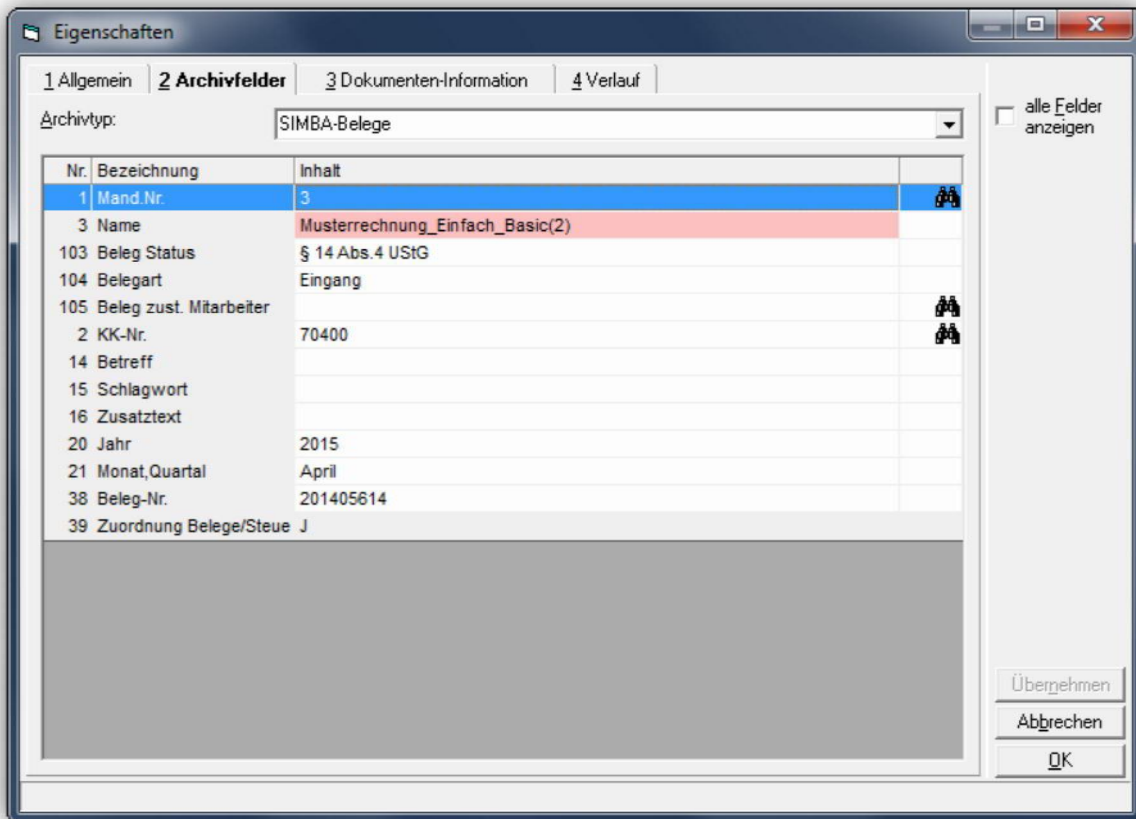 Eigenschaften
1 Allgemein 2 Archivfelder 3 Dokumenten-Information 4 Verlauf
Archivtyp: SIMBA-Belege
alle Felder
anzeigen
Nr. Bezeichnung Inhalt
1 Mand.Nr. 3
3 Name Musterrechnung_Einfach_Basic(2)
103 Beleg Status § 14 Abs.4 UStG
104 Belegart Eingang
105 Beleg zust. Mitarbeiter
2 KK-Nr. 70400
14 Betreff
15 Schlagwort
16 Zusatztext
20 Jahr 2015
21 Monat,Quartal April
38 Beleg-Nr. 201405614
39 Zuordnung Belege/Steue J
Übernehmen
Abbrechen
OK